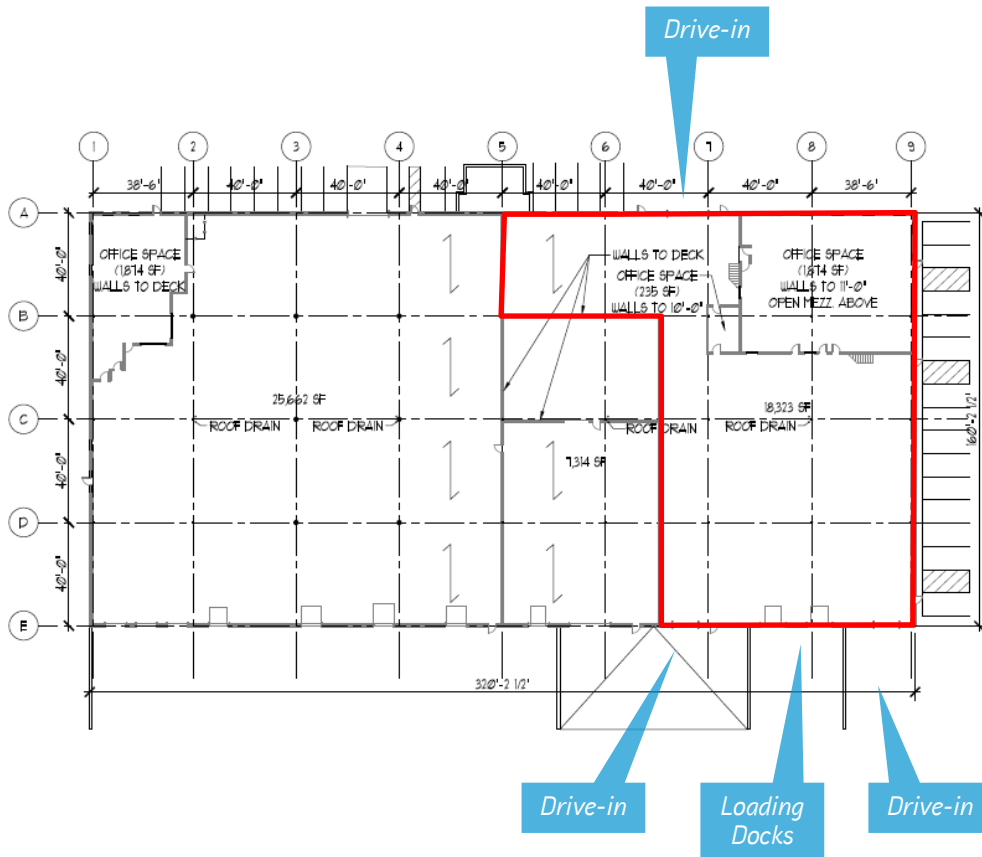 Drive-in
1
2
3
4
5
6
7
8
9
38'-6'
40'-0'
40'-0'
40'-0'
40'-0'
40'-0'
40'-0'
38'-6'
A
B
C
D
E
40'-0'
40'-0'
40'-0'
40'-0'
OFFICE SPACE
(1,874 SF)
WALLS TO DECK
WALLS TO DECK
OFFICE SPACE
(235 SF)
WALLS TO 10'-0'
OFFICE SPACE
(1,874 SF)
WALLS TO 11'-0'
OPEN MEZZ. ABOVE
25,662 SF
ROOF DRAIN
ROOF DRAIN
7,314 SF
18,323 SF
ROOF DRAIN
ROOF DRAIN
160'-2 1/2'
320'-2 1/2'
Drive-in
Loading
Docks
Drive-in